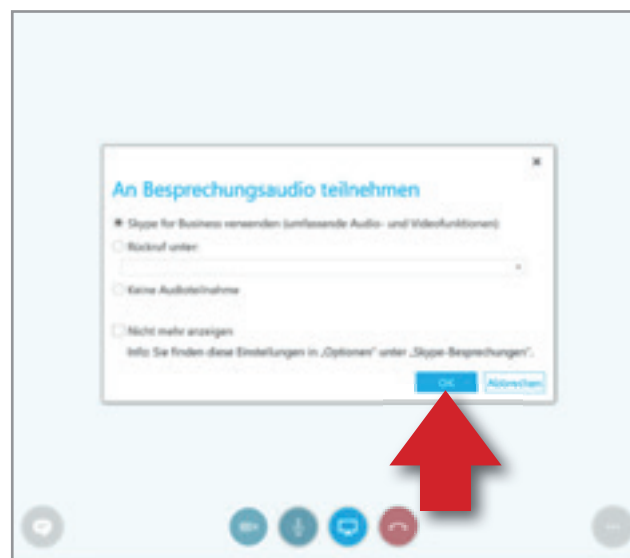 An Besprechungsaudio teilnehmen
Skype for Business verwenden (umfassende Audio- und Videofunktionen)
Rückruf unter:
Keine Audioteilnahme
Nicht mehr anzeigen
Info: Sie finden diese Einstellungen in „Optionen" unter „Skype-Besprechungen".
OK Abbrechen